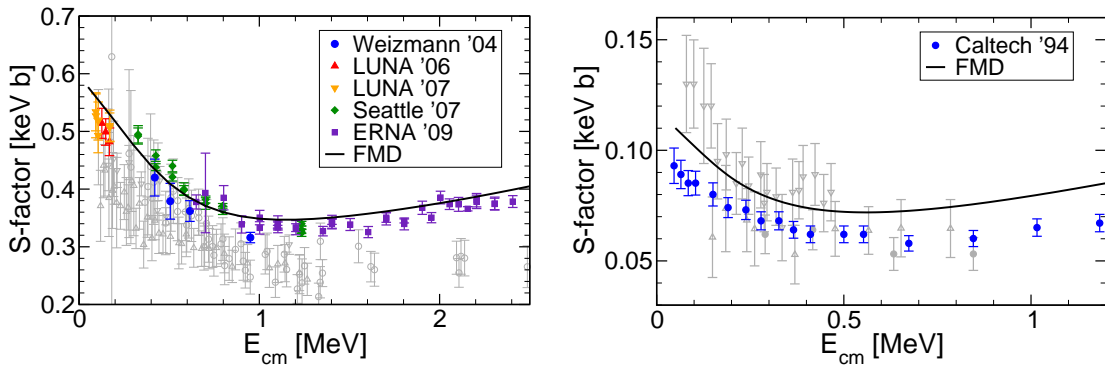 0.7
0.6
0.5
0.4
0.3
0.2
S-factor [keV b]
Weizmann '04
LUNA '06
LUNA '07
Seattle '07
ERNA '09
FMD
0 1 2
E_cm [MeV]
0.15
0.10
0.05
S-factor [keV b]
Caltech '94
FMD
0 0.5 1
E_cm [MeV]